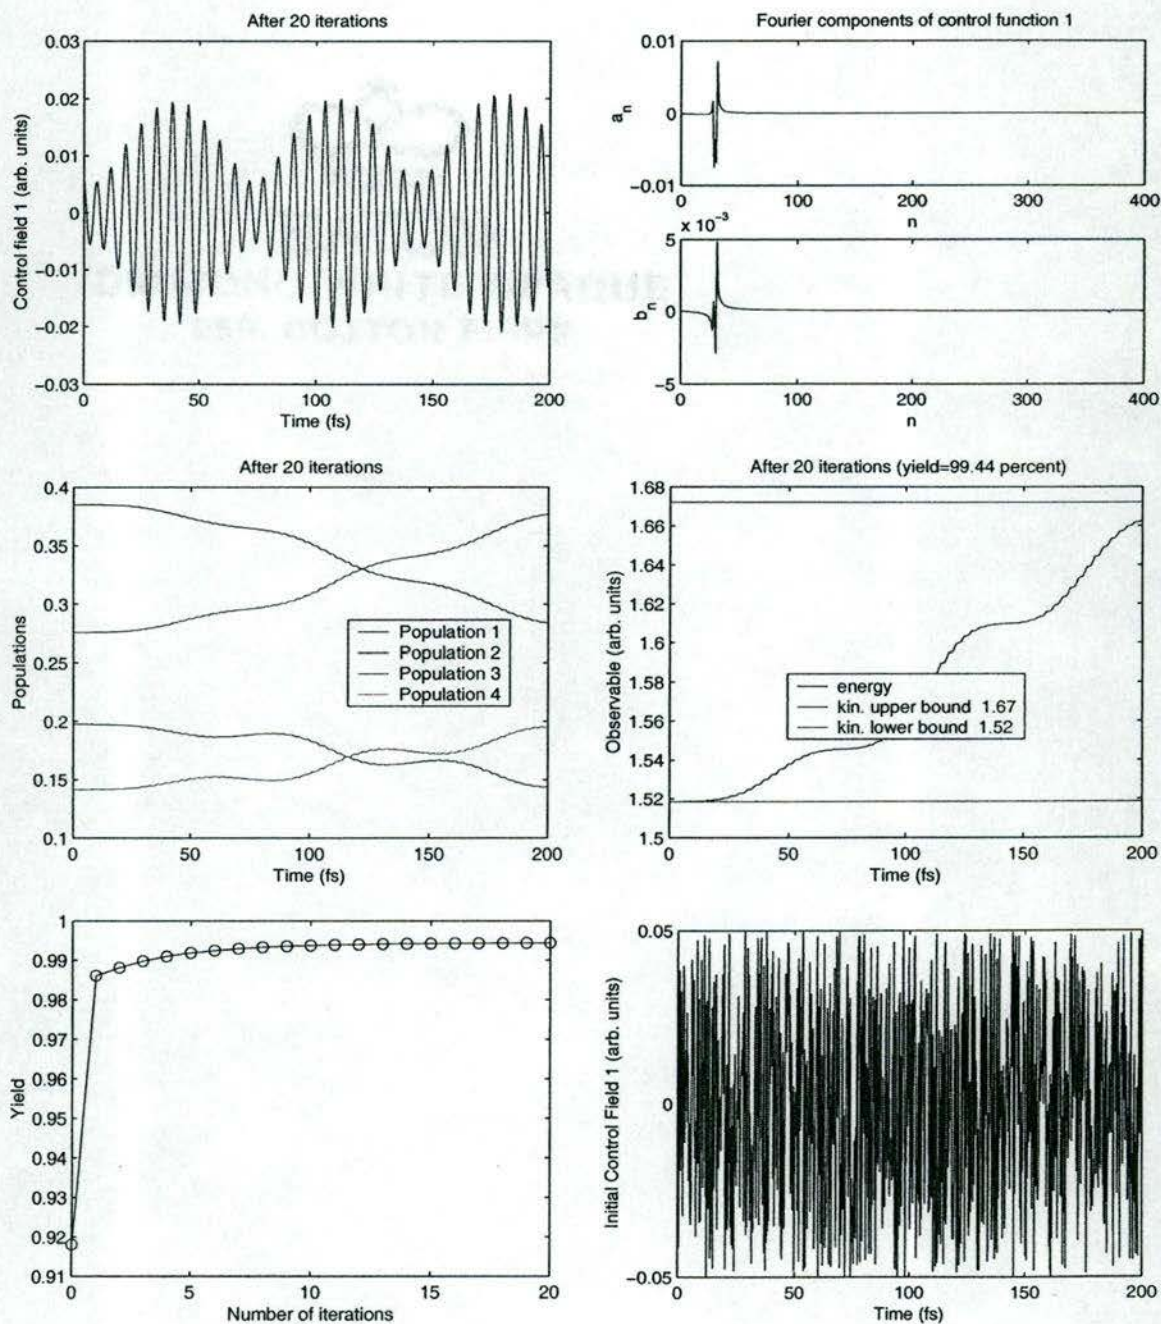 After 20 iterations
0.03
0.02
0.01
0
−0.01
−0.02
−0.03
Control field 1 (arb. units)
0 50 100 150 200
Time (fs)
Fourier components of control function 1
0.01
0
−0.01
a_n
0 100 200 300 400
n
x 10^−3
5
0
−5
b_n
0 100 200 300 400
n
After 20 iterations
0.4
0.35
0.3
0.25
0.2
0.15
0.1
Populations
Population 1
Population 2
Population 3
Population 4
0 50 100 150 200
Time (fs)
After 20 iterations (yield=99.44 percent)
1.68
1.66
1.64
1.62
1.6
1.58
1.56
1.54
1.52
1.5
Observable (arb. units)
energy
kin. upper bound 1.67
kin. lower bound 1.52
0 50 100 150 200
Time (fs)
1
0.99
0.98
0.97
0.96
0.95
0.94
0.93
0.92
0.91
Yield
0 5 10 15 20
Number of iterations
0.05
0
−0.05
Initial Control Field 1 (arb. units)
0 50 100 150 200
Time (fs)